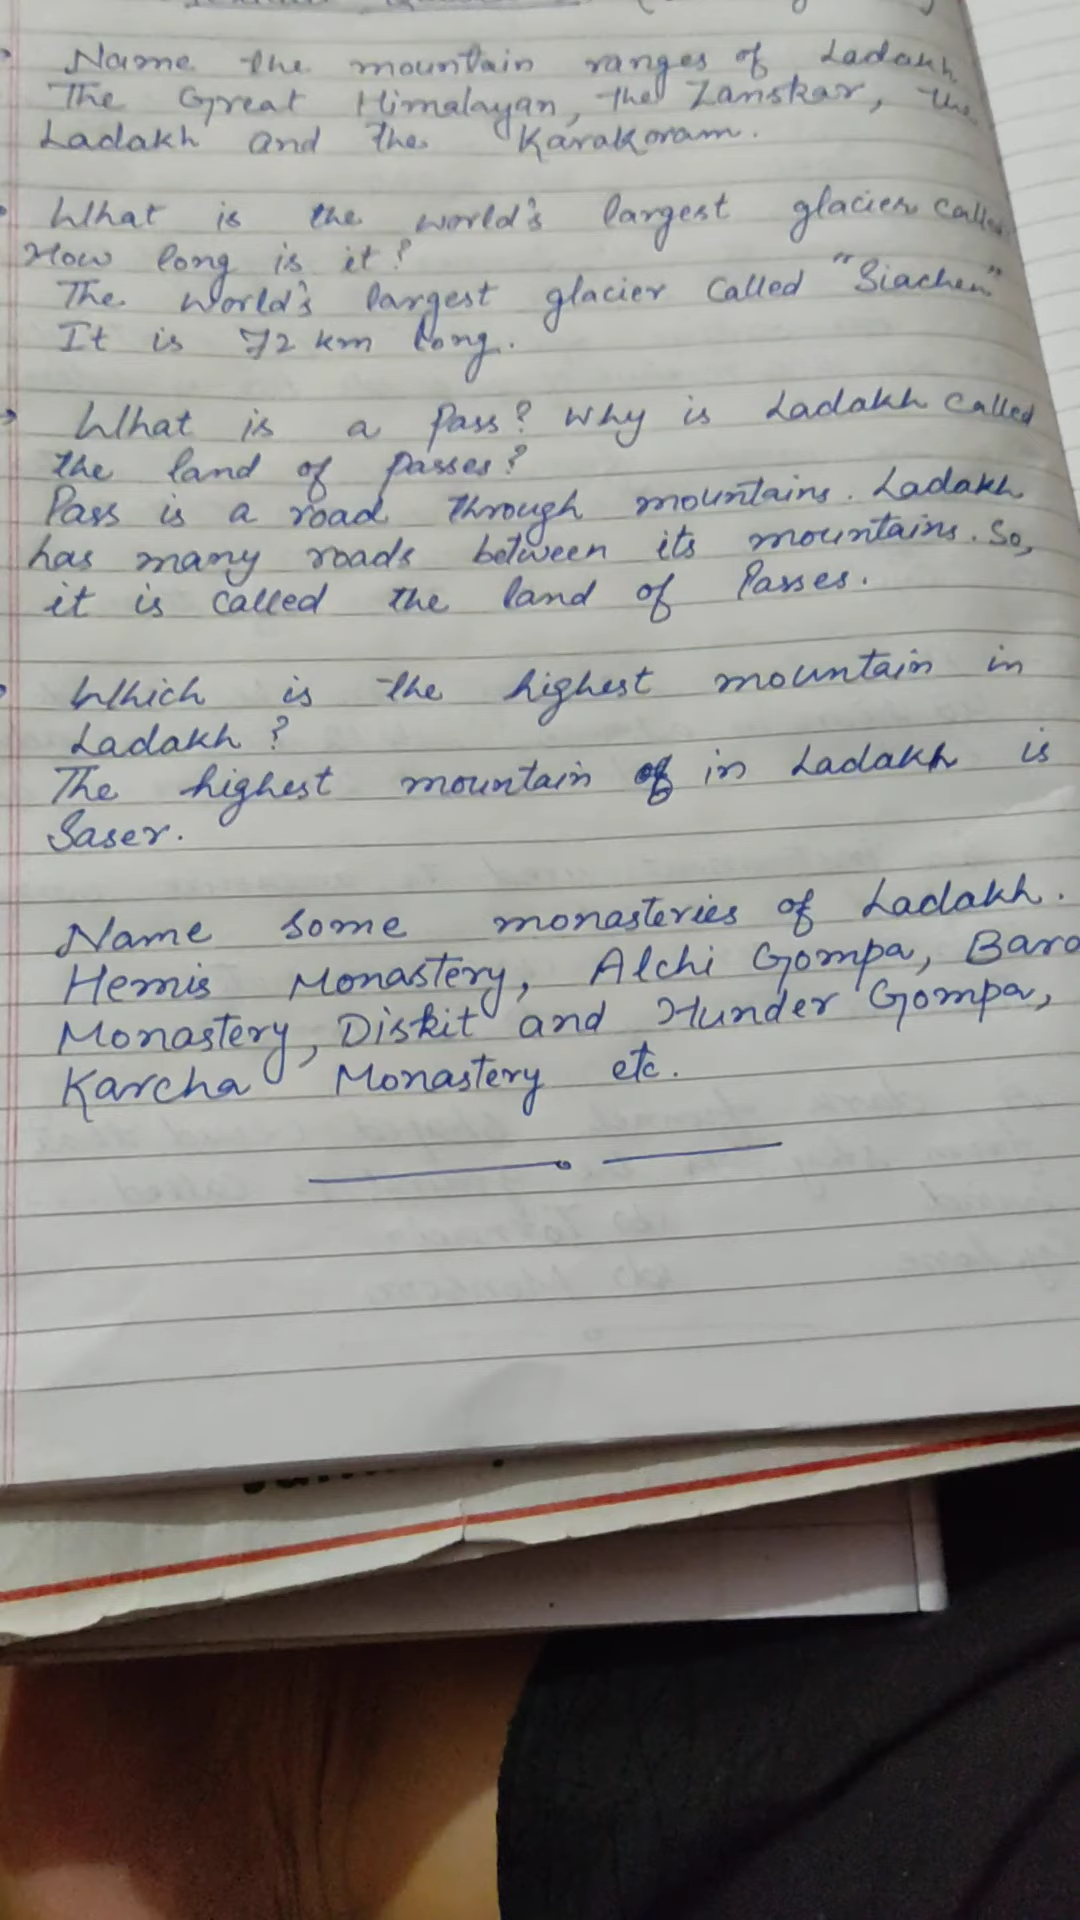 Name the mountain ranges of Ladakh
The Great Himalayan, the Zanskar, the
Ladakh and the Karakoram.
What is the world's largest glacier called.
How long is it?
The world's largest glacier called "Siachen"
It is 72 km long.
What is a Pass? Why is Ladakh called
the land of passes?
Pass is a road through mountains. Ladakh
has many roads between its mountains. So,
it is called the land of Passes.
Which is the highest mountain in
Ladakh?
The highest mountain in Ladakh is
Saser.
Name some monasteries of Ladakh.
Hemis Monastery, Alchi Gompa, Bara
Monastery, Diskit and Hunder Gompa,
Karcha Monastery etc.